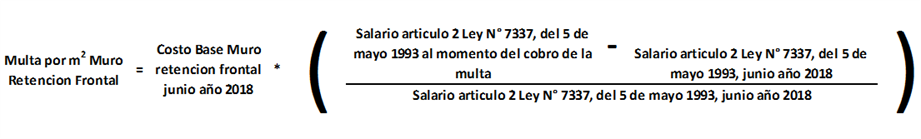 Multa por m² Muro
Retencion Frontal
=
Costo Base Muro
retencion frontal
junio año 2018
*
(
Salario articulo 2 Ley N° 7337, del 5 de
mayo 1993 al momento del cobro de la
multa
-
Salario articulo 2 Ley N° 7337, del 5 de
mayo 1993, junio año 2018
Salario articulo 2 Ley N° 7337, del 5 de mayo 1993, junio año 2018
)